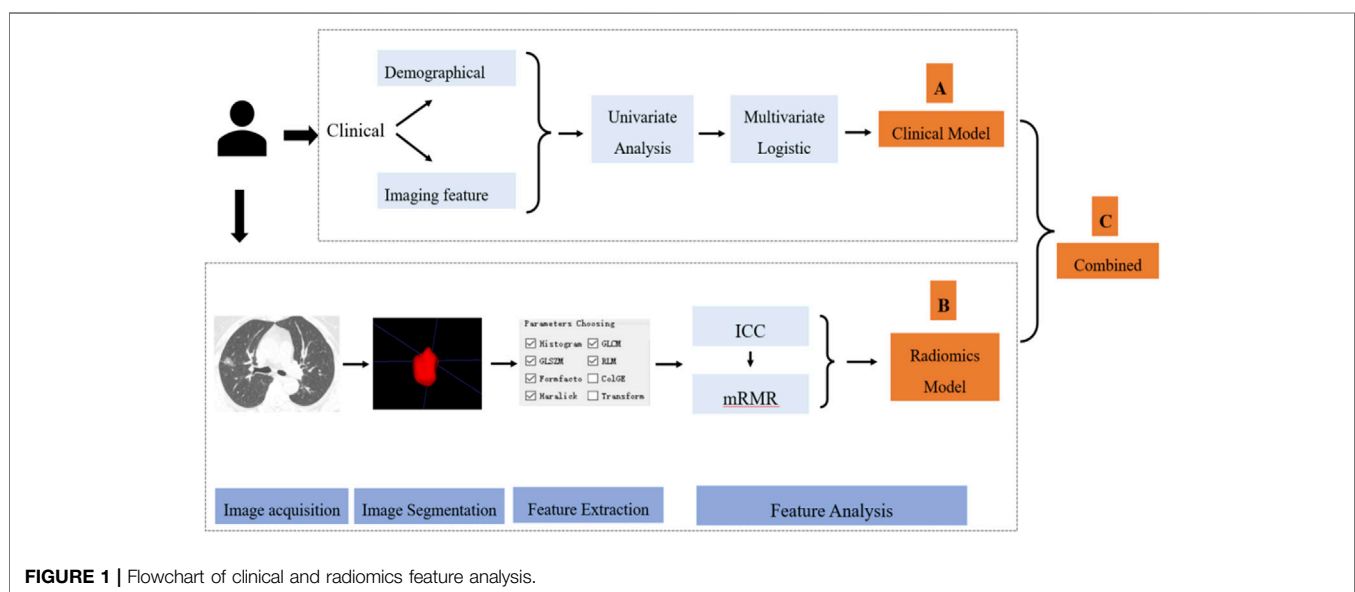 Demographical
Clinical
Imaging feature
Univariate
Analysis
Multivariate
Logistic
A
Clinical Model
C
Combined
Parameters Choosing
Histogram GLCM
GLSZM RLM
Formfacto ColGE
Haralick Transform
ICC
mRMR
B
Radiomics
Model
Image acquisition Image Segmentation Feature Extraction Feature Analysis
FIGURE 1 | Flowchart of clinical and radiomics feature analysis.